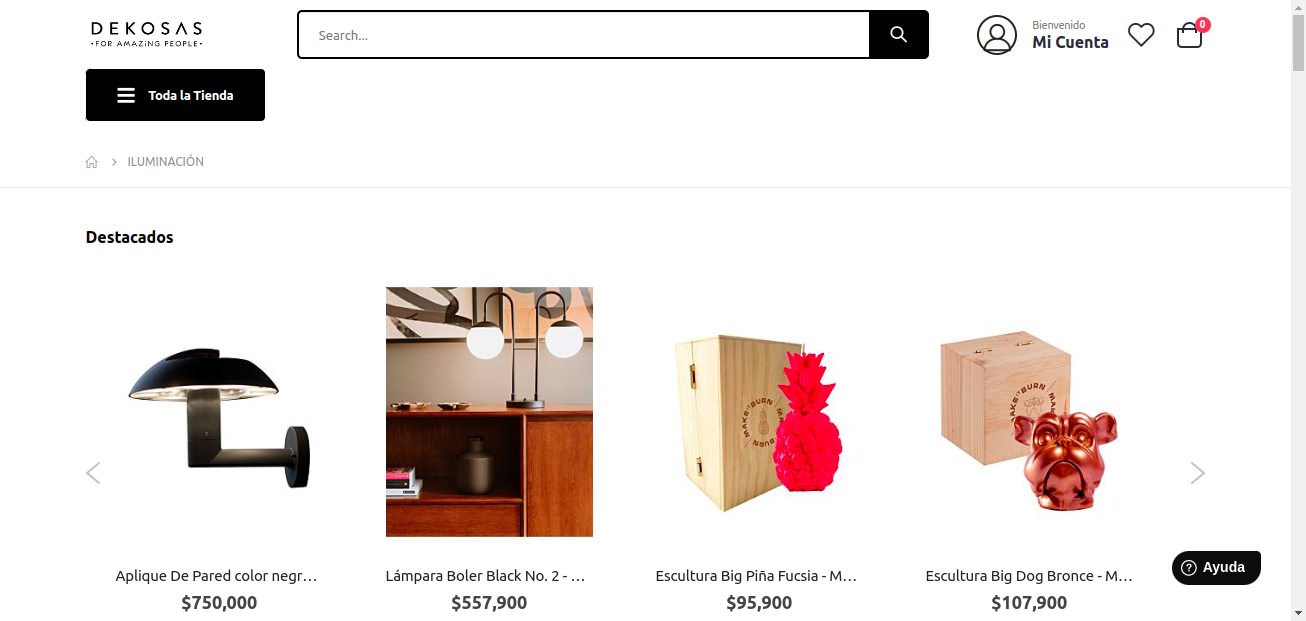 DEKOSAS
•FOR AMAZiNG PEOPLE•
Search...
Bienvenido
Mi Cuenta
0
Toda la Tienda
ILUMINACIÓN
Destacados
MAKE IT BURN
MAKE IT BURN
Aplique De Pared color negr...
Lámpara Boler Black No. 2 - ...
Escultura Big Piña Fucsia - M...
Escultura Big Dog Bronce - M...
$750,000
$557,900
$95,900
$107,900
Ayuda